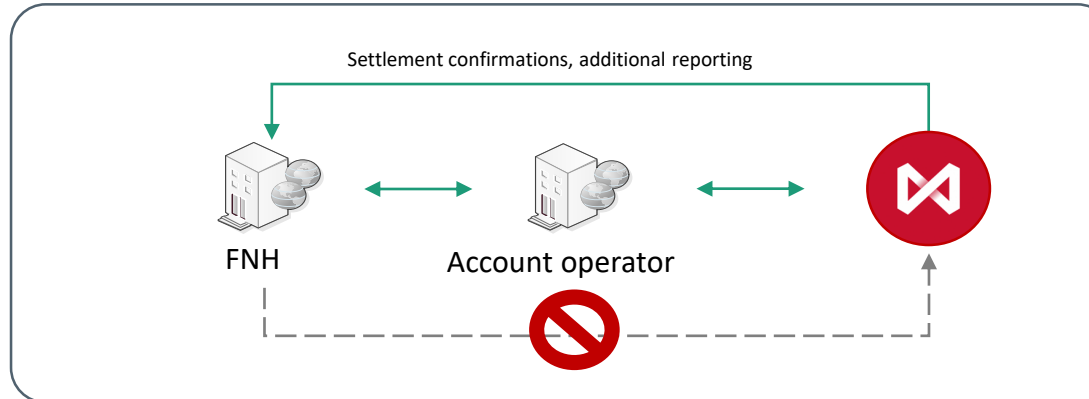 Settlement confirmations, additional reporting
FNH
Account operator